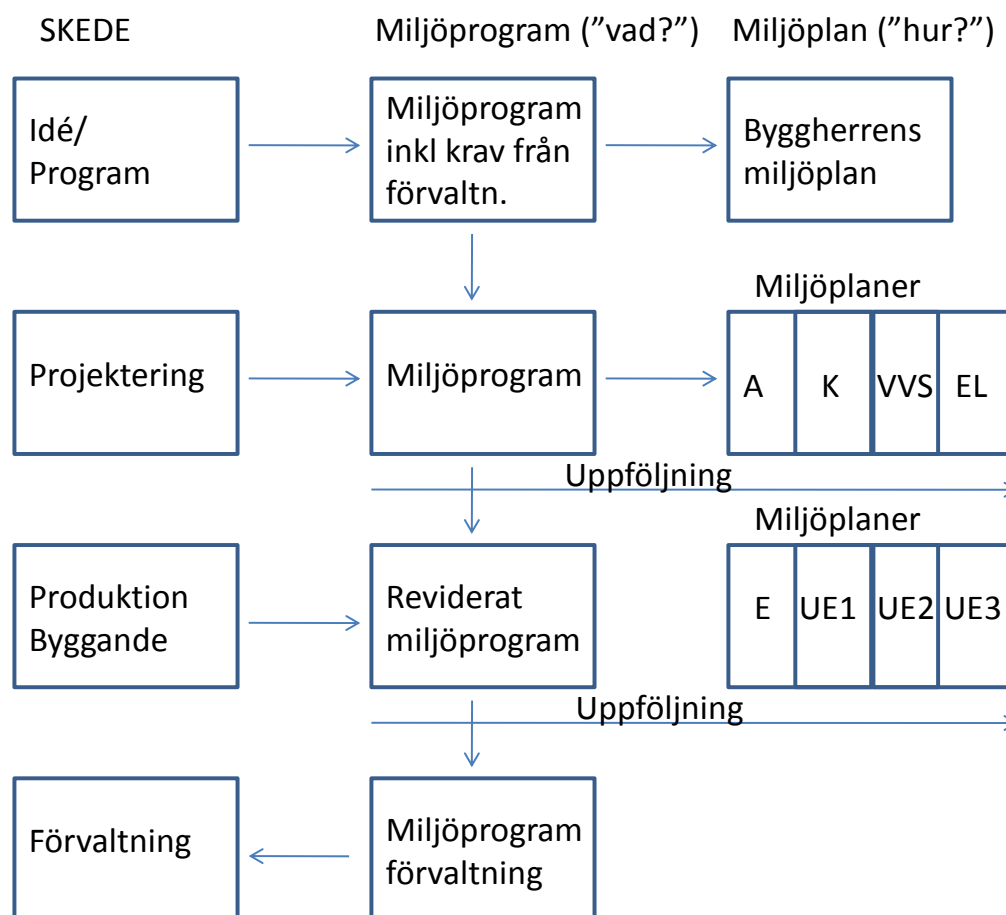 SKEDE
Miljöprogram ("vad?")
Miljöplan ("hur?")
Idé/
Program
Miljöprogram
inkl krav från
förvaltn.
Byggherrens
miljöplan
Miljöplaner
Projektering
Miljöprogram
A
K
VVS
EL
Uppföljning
Miljöplaner
Produktion
Byggande
Reviderat
miljöprogram
E
UE1
UE2
UE3
Uppföljning
Förvaltning
Miljöprogram
förvaltning